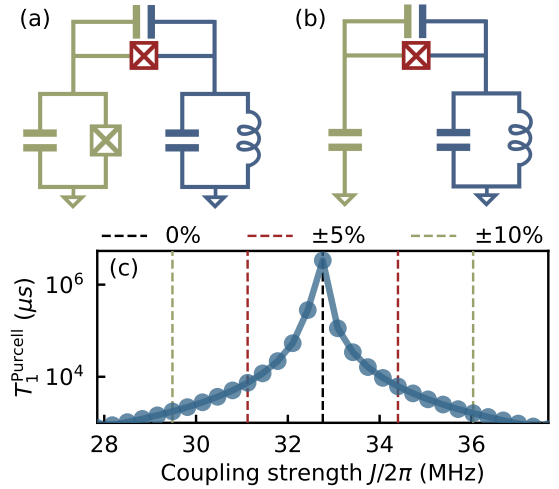 (a) (b)
0% ±5% ±10%
(c)
10⁶
10⁴
T₁ᴾᵘʳᶜᵉˡˡ (μs)
28 30 32 34 36
Coupling strength J/2π (MHz)